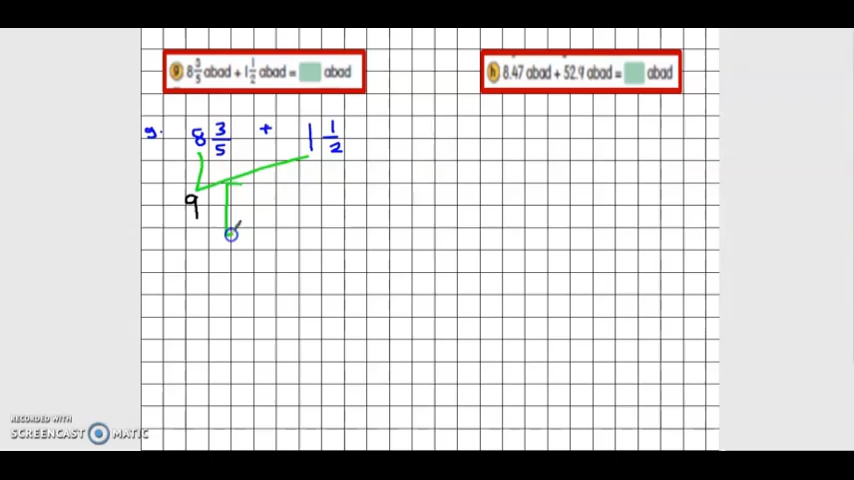 g 8 3/5 abad + 1 1/2 abad = abad
h 8.47 abad + 52.9 abad = abad
g. 8 3/5 + 1 1/2
9
RECORDED WITH
SCREENCAST MATIC